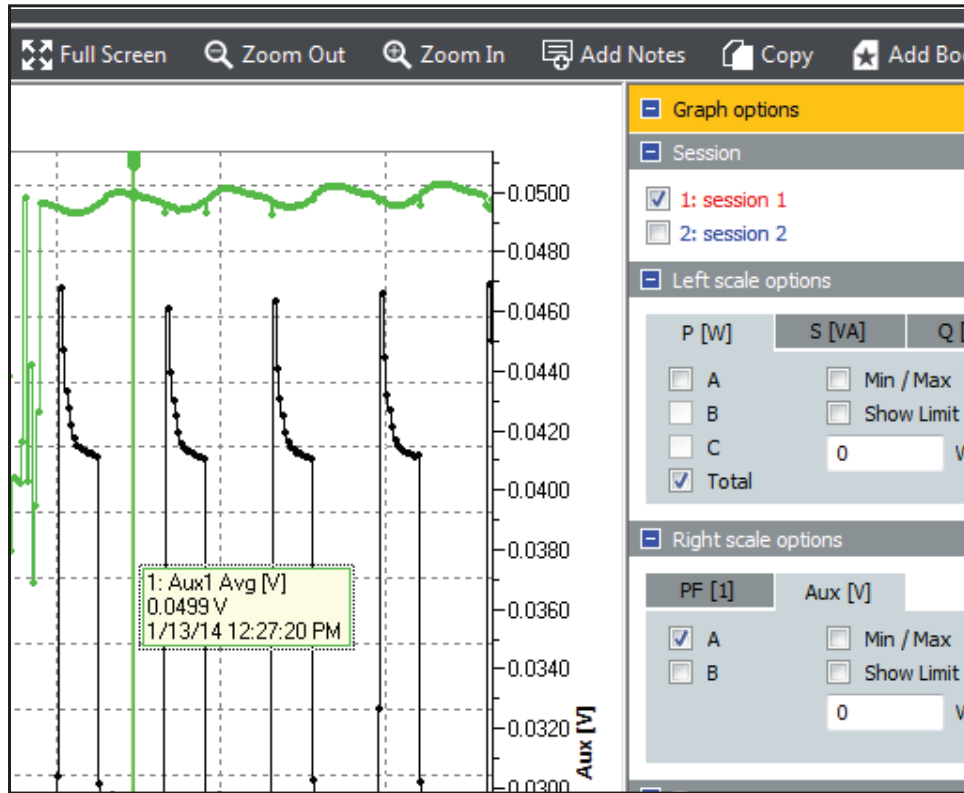 Full Screen Zoom Out Zoom In Add Notes Copy Add Bo
Graph options
Session
1: session 1
2: session 2
Left scale options
P [W] S [VA] Q [
A Min / Max
B Show Limit
C 0 W
Total
Right scale options
PF [1] Aux [V]
A Min / Max
B Show Limit
0 W
0.0500
0.0480
0.0460
0.0440
0.0420
0.0400
0.0380
0.0360
0.0340
0.0320
0.0300
Aux [V]
1: Aux1 Avg [V]
0.0499 V
1/13/14 12:27:20 PM